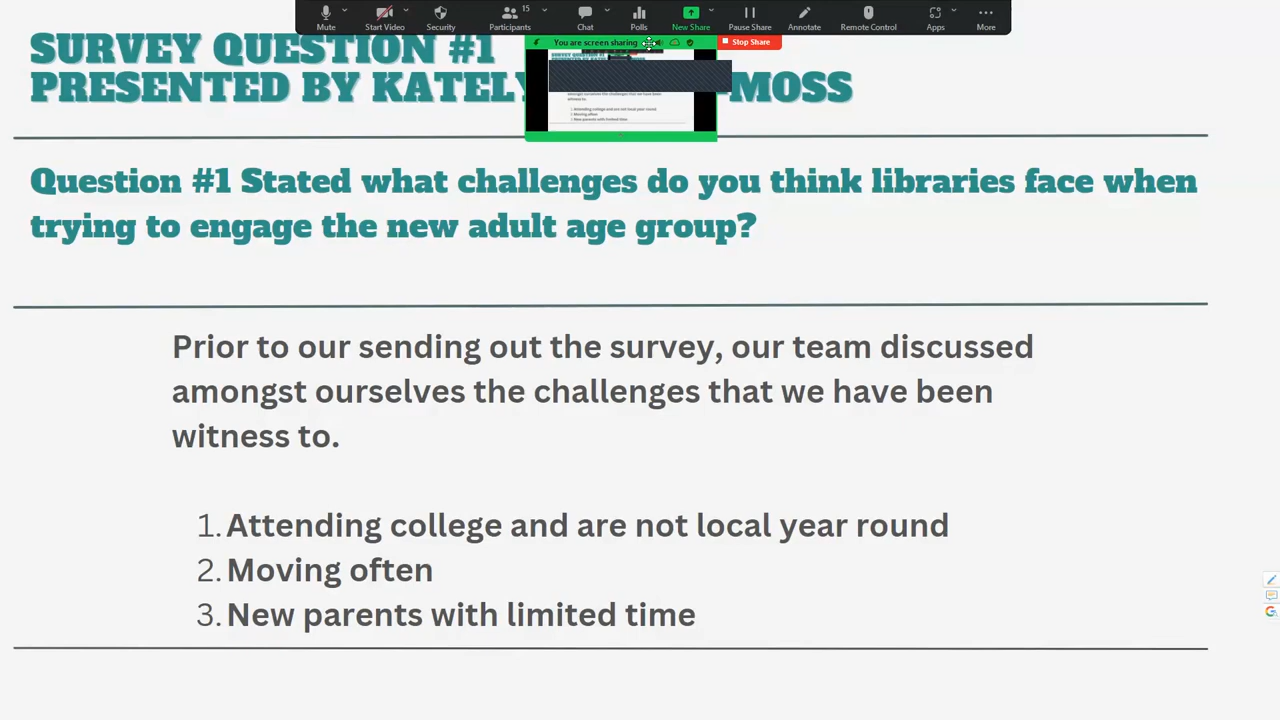 Mute
Start Video
Security
Participants
15
Chat
Polls
New Share
Pause Share
Annotate
Remote Control
Apps
More
You are screen sharing
Stop Share
SURVEY QUESTION #1
PRESENTED BY KATELY MOSS
Question #1 Stated what challenges do you think libraries face when
trying to engage the new adult age group?
Prior to our sending out the survey, our team discussed
amongst ourselves the challenges that we have been
witness to.
1. Attending college and are not local year round
2. Moving often
3. New parents with limited time